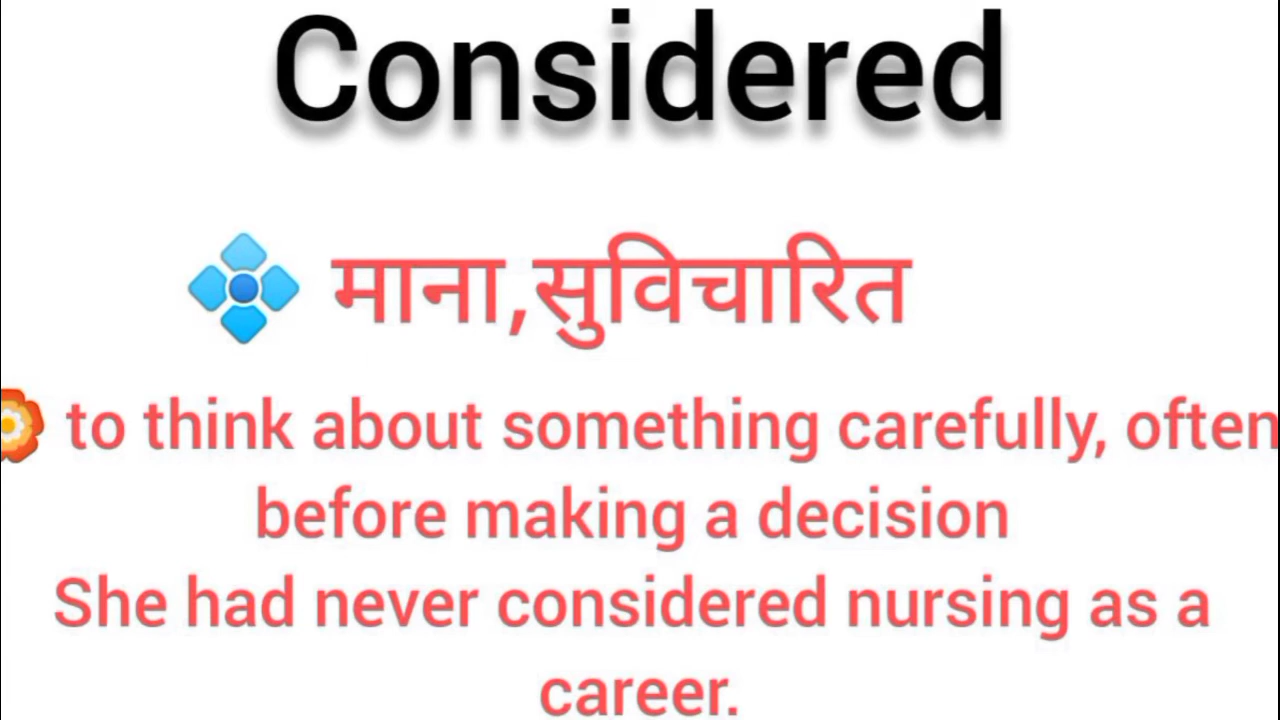 Considered
माना,सुविचारित
to think about something carefully, often
before making a decision
She had never considered nursing as a
career.